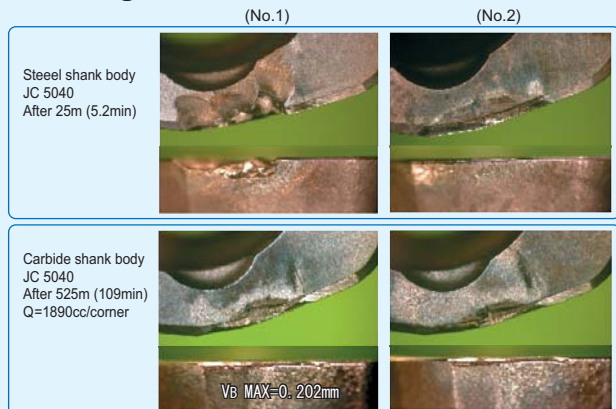 (No.1)
(No.2)
Steeel shank body
JC 5040
After 25m (5.2min)
Carbide shank body
JC 5040
After 525m (109min)
Q=1890cc/corner
VB MAX=0.202mm